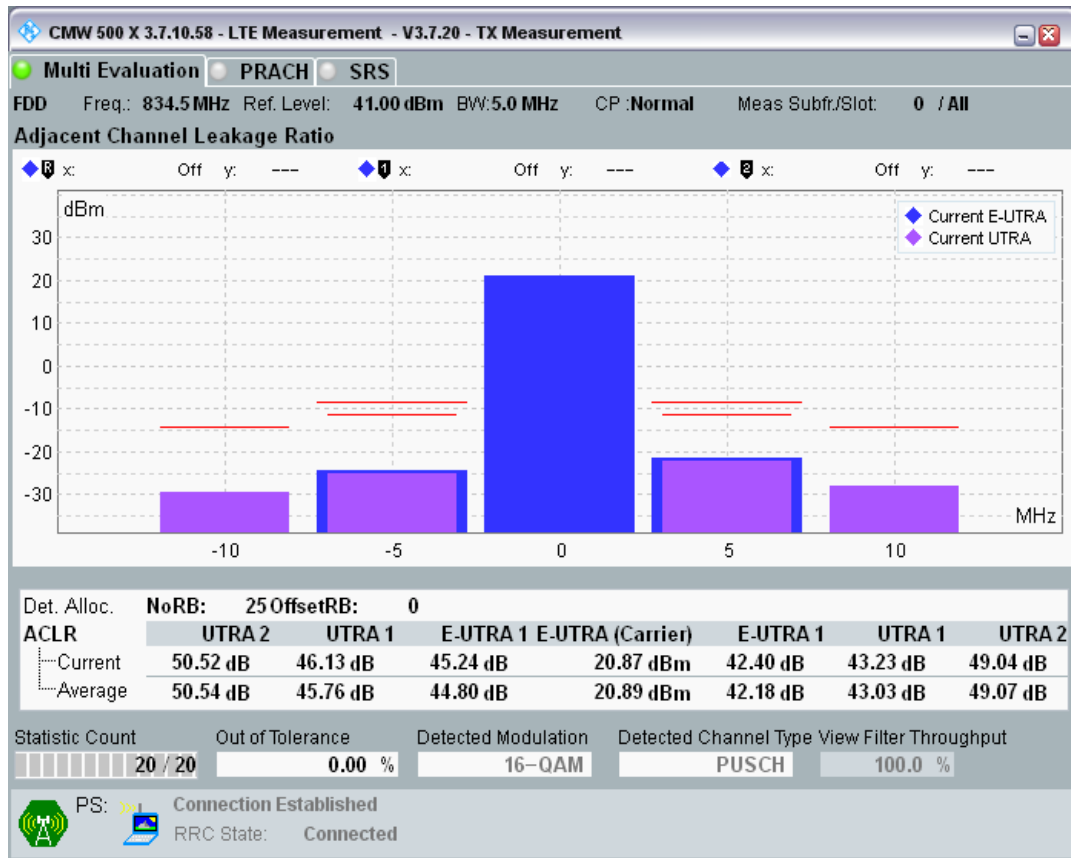 CMW 500 X 3.7.10.58 - LTE Measurement - V3.7.20 - TX Measurement
Multi Evaluation PRACH SRS
FDD Freq.: 834.5 MHz Ref. Level: 41.00 dBm BW:5.0 MHz CP :Normal Meas Subfr./Slot: 0 / All
Adjacent Channel Leakage Ratio
R x: Off y: --- 1 x: Off y: --- 2 x: Off y: ---
dBm
Current E-UTRA
Current UTRA
30
20
10
0
-10
-20
-30
MHz
-10 -5 0 5 10
Det. Alloc. NoRB: 25 OffsetRB: 0
ACLR UTRA 2 UTRA 1 E-UTRA 1 E-UTRA (Carrier) E-UTRA 1 UTRA 1 UTRA 2
Current 50.52 dB 46.13 dB 45.24 dB 20.87 dBm 42.40 dB 43.23 dB 49.04 dB
Average 50.54 dB 45.76 dB 44.80 dB 20.89 dBm 42.18 dB 43.03 dB 49.07 dB
Statistic Count Out of Tolerance Detected Modulation Detected Channel Type View Filter Throughput
20 / 20 0.00 % 16-QAM PUSCH 100.0 %
PS: Connection Established
RRC State: Connected